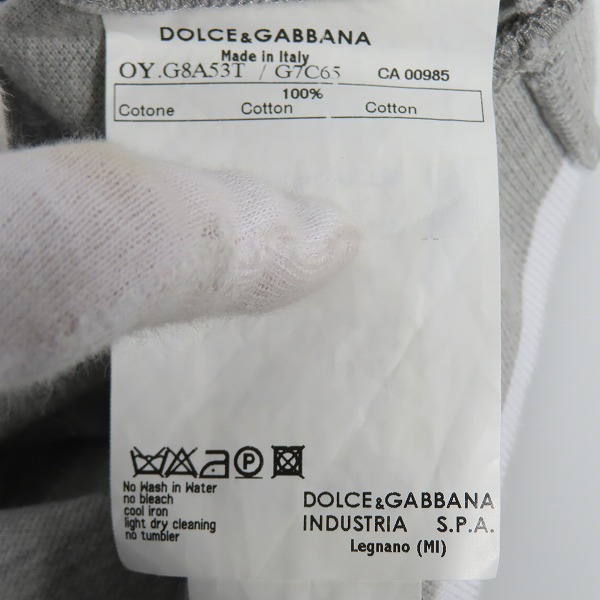 DOLCE&GABBANA
Made in Italy
OY.G8A53T / G7C65 CA 00985
100%
Cotone Cotton Cotton
P
No Wash in Water
no bleach
cool iron
light dry cleaning
no tumbler
DOLCE&GABBANA
INDUSTRIA S.P.A.
Legnano (MI)